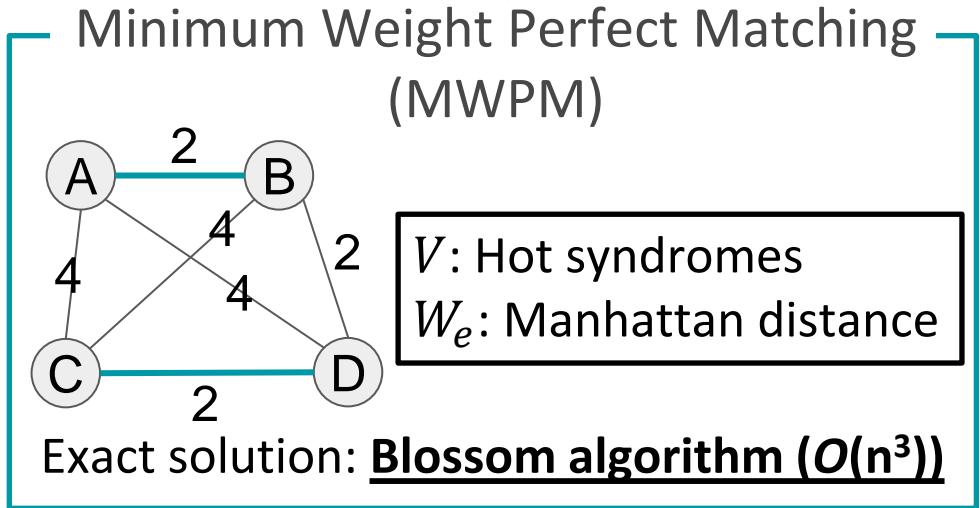 Minimum Weight Perfect Matching
(MWPM)
2
A
B
4
4
2
4
C
D
2
V: Hot syndromes
Wₑ: Manhattan distance
Exact solution: Blossom algorithm (O(n³))